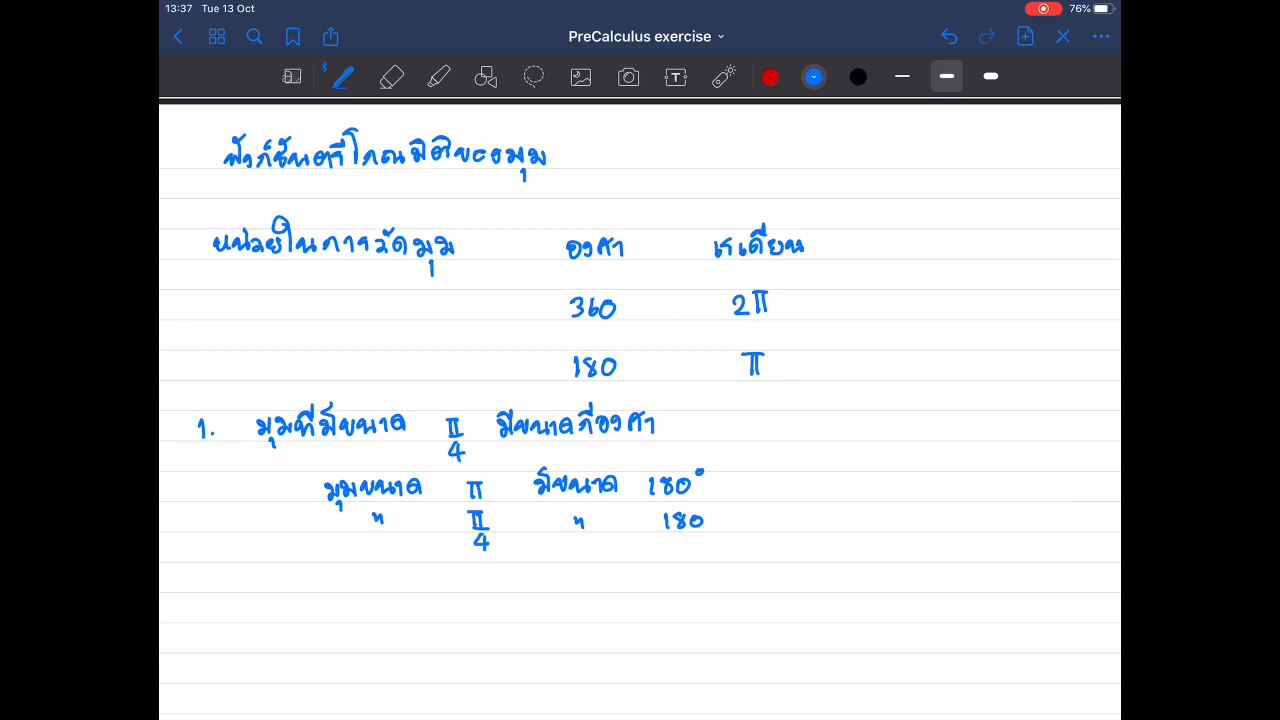 13:37 Tue 13 Oct 76%
PreCalculus exercise
T
ฟังก์ชันตรีโกณมิติของมุม
หน่วยในการวัดมุม องศา เรเดียน
360 2π
180 π
1. มุมที่มีขนาด π/4 มีขนาดกี่องศา
มุมขนาด π มีขนาด 180°
" π/4 " 180